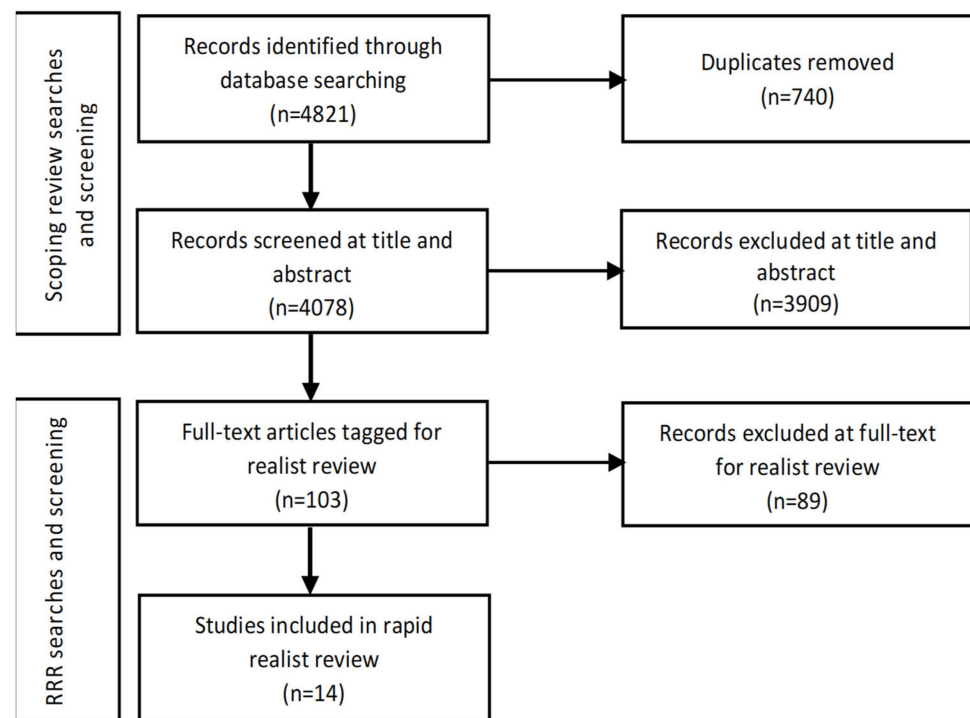 Scoping review searches
and screening
Records identified through
database searching
(n=4821)
Duplicates removed
(n=740)
Records screened at title and
abstract
(n=4078)
Records excluded at title and
abstract
(n=3909)
RRR searches and screening
Full-text articles tagged for
realist review
(n=103)
Records excluded at full-text
for realist review
(n=89)
Studies included in rapid
realist review
(n=14)